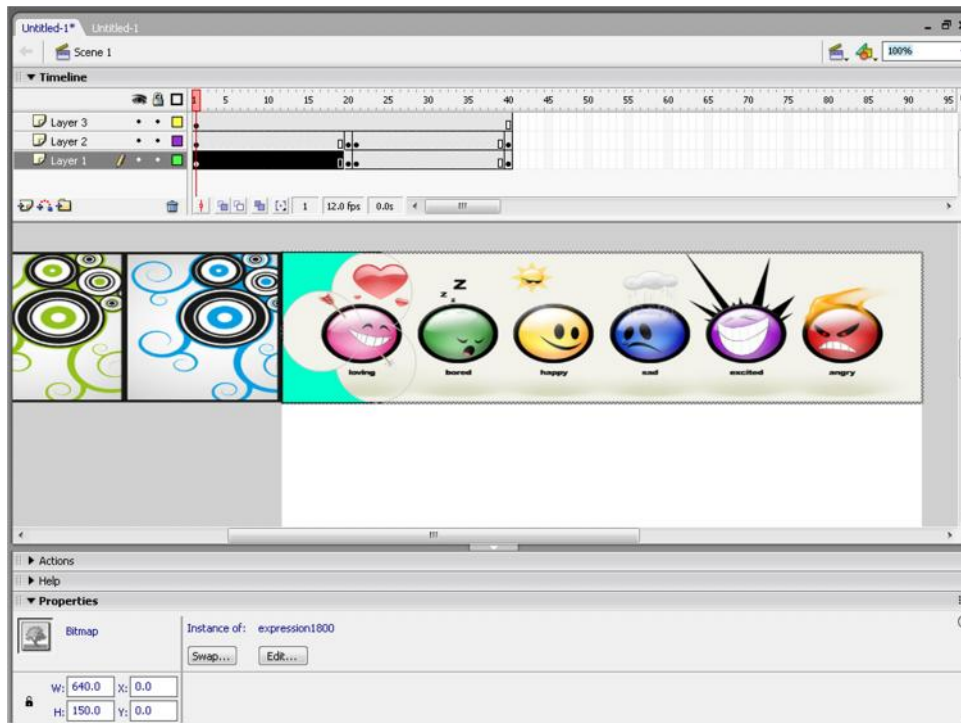 Untitled-1* Untitled-1
Scene 1 100%
Timeline
1 5 10 15 20 25 30 35 40 45 50 55 60 65 70 75 80 85 90 95
Layer 3
Layer 2
Layer 1
1 12.0 fps 0.0s
z
z z
loving bored happy sad excited angry
Actions
Help
Properties
Bitmap Instance of: expression1800
Swap... Edit...
W: 640.0 X: 0.0
H: 150.0 Y: 0.0